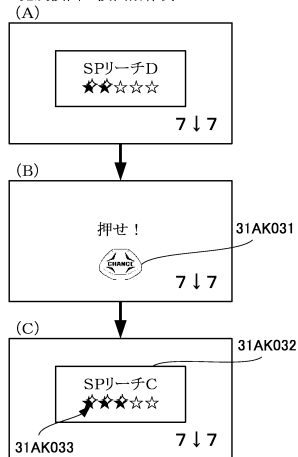 (A)
SPリーチD
★★☆☆☆
7↓7
(B)
押せ！
CHANCE
31AK031
7↓7
(C)
31AK032
SPリーチC
★★★☆☆
31AK033
7↓7